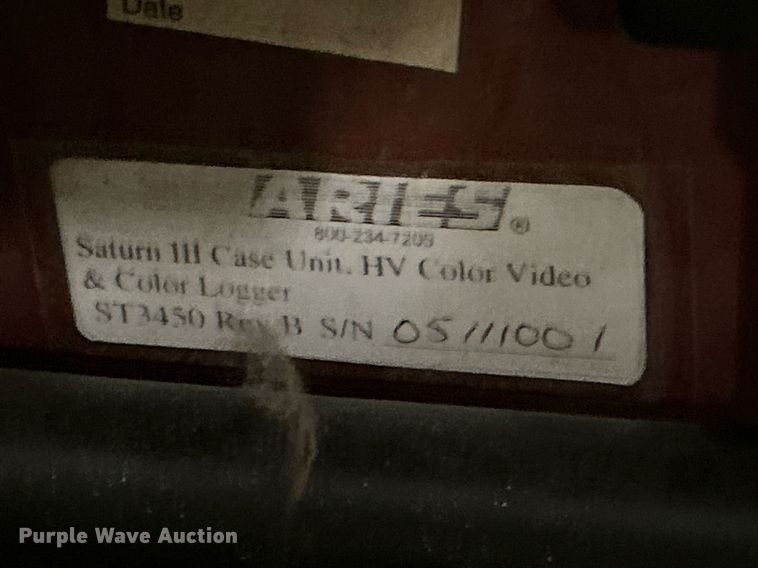 Date
ARIES®
800-234-7205
Saturn III Case Unit, HV Color Video
& Color Logger
ST3450 Rev B S/N 05111001
Purple Wave Auction